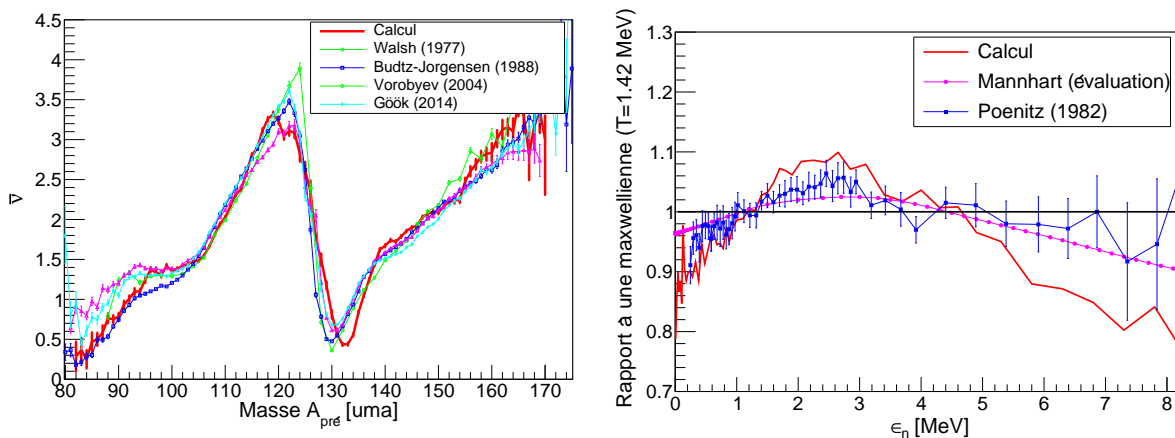 4.5
4
3.5
3
2.5
2
1.5
1
0.5
0
ν̅
80 90 100 110 120 130 140 150 160 170
Masse A_pré [uma]
Calcul
Walsh (1977)
Budtz-Jorgensen (1988)
Vorobyev (2004)
Göök (2014)
1.3
1.2
1.1
1
0.9
0.8
0.7
Rapport à une maxwellienne (T=1.42 MeV)
0 1 2 3 4 5 6 7 8
ϵ_n [MeV]
Calcul
Mannhart (évaluation)
Poenitz (1982)